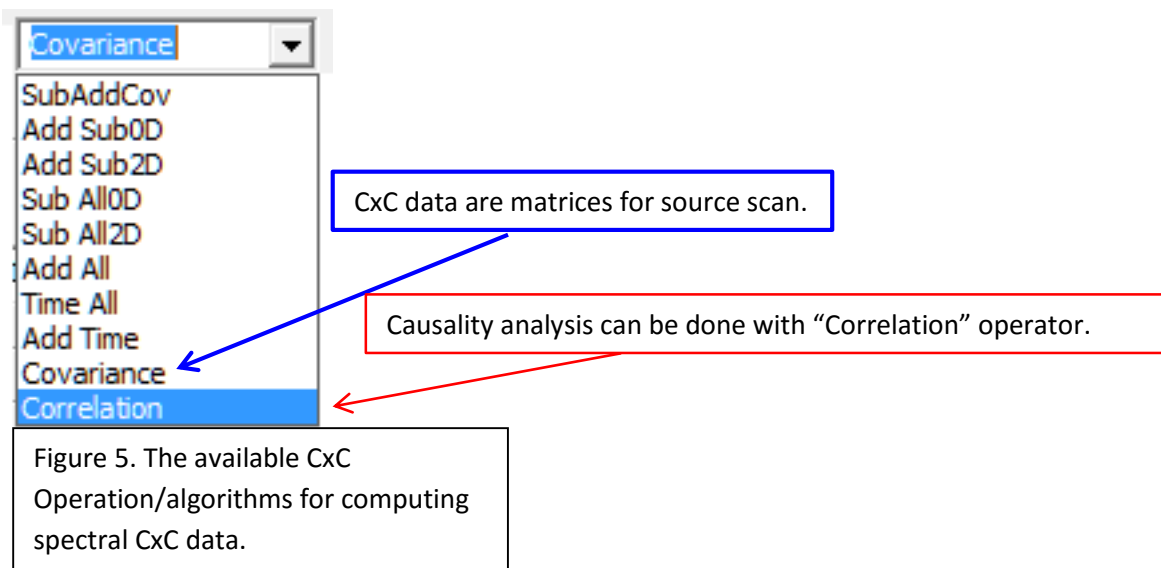 Covariance
SubAddCov
Add Sub0D
Add Sub2D
Sub All0D
Sub All2D
Add All
Time All
Add Time
Covariance
Correlation
CxC data are matrices for source scan.
Causality analysis can be done with “Correlation” operator.
Figure 5. The available CxC
Operation/algorithms for computing
spectral CxC data.